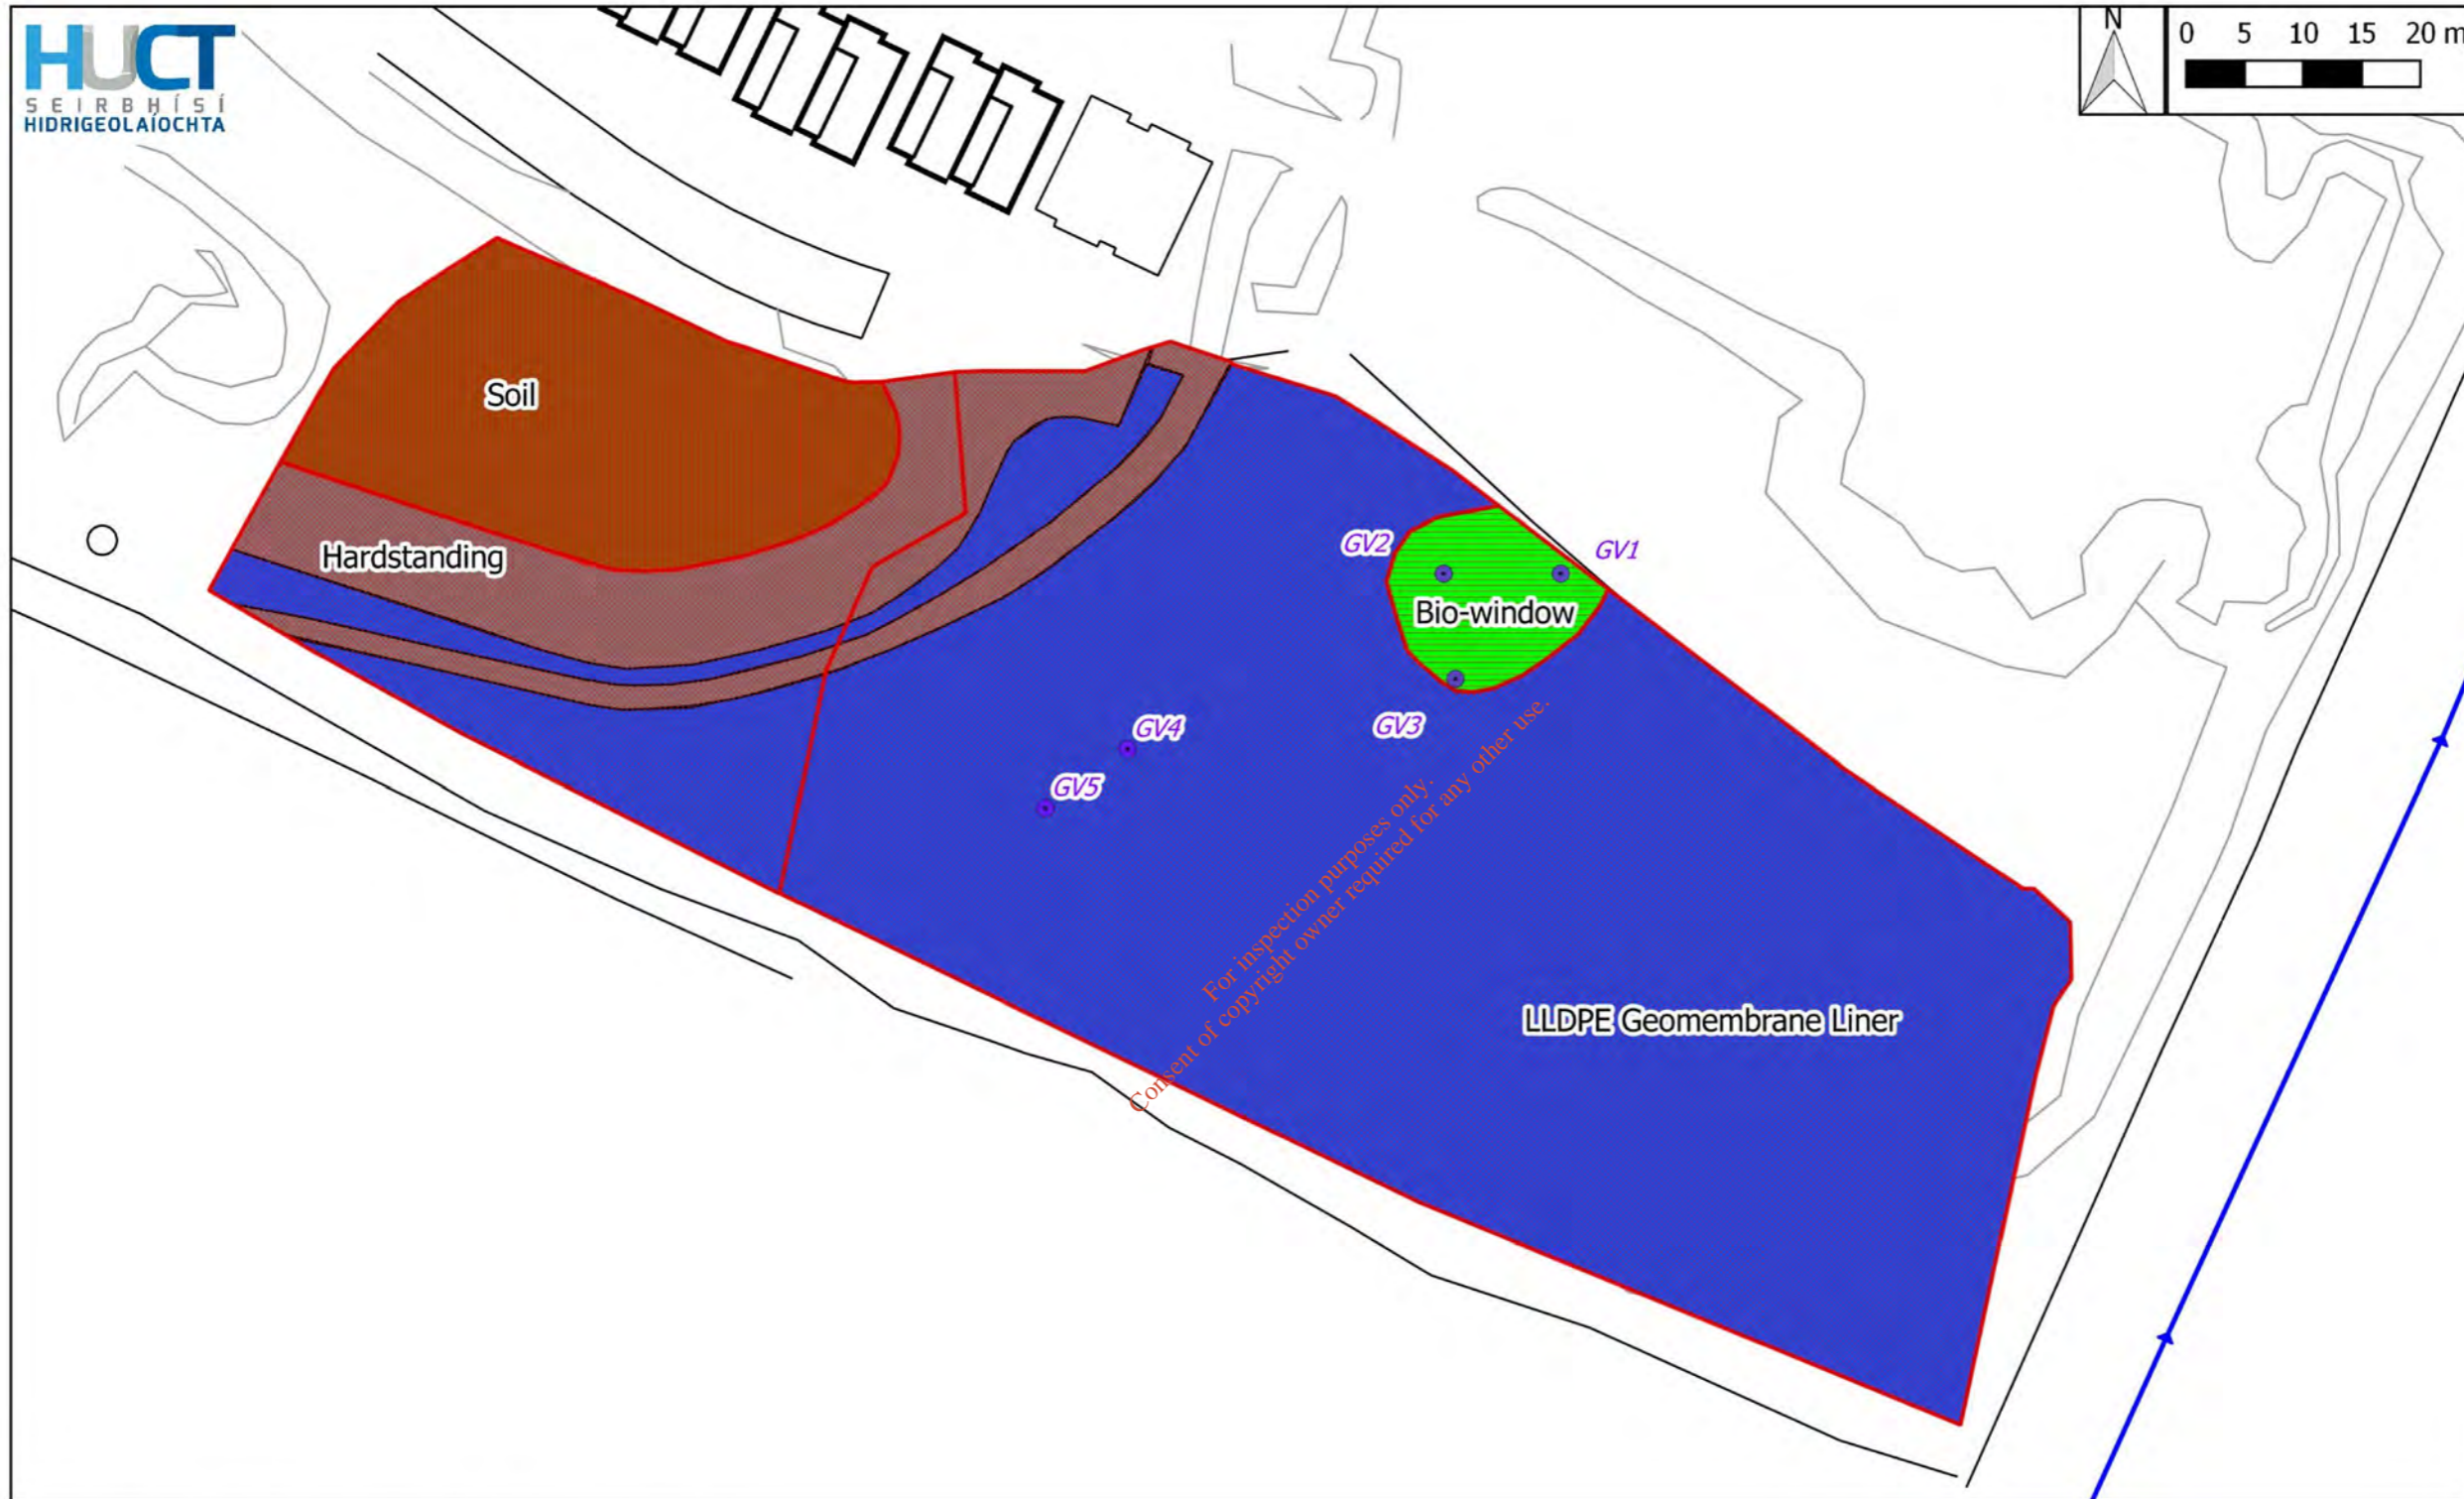 HUCT
SEIRBHÍSÍ
HIDRIGEOLAÍOCHTA
N
0 5 10 15 20 m
Soil
Hardstanding
GV2
GV1
Bio-window
GV3
GV4
GV5
For inspection purposes only.
Consent of copyright owner required for any other use.
LLDPE Geomembrane Liner